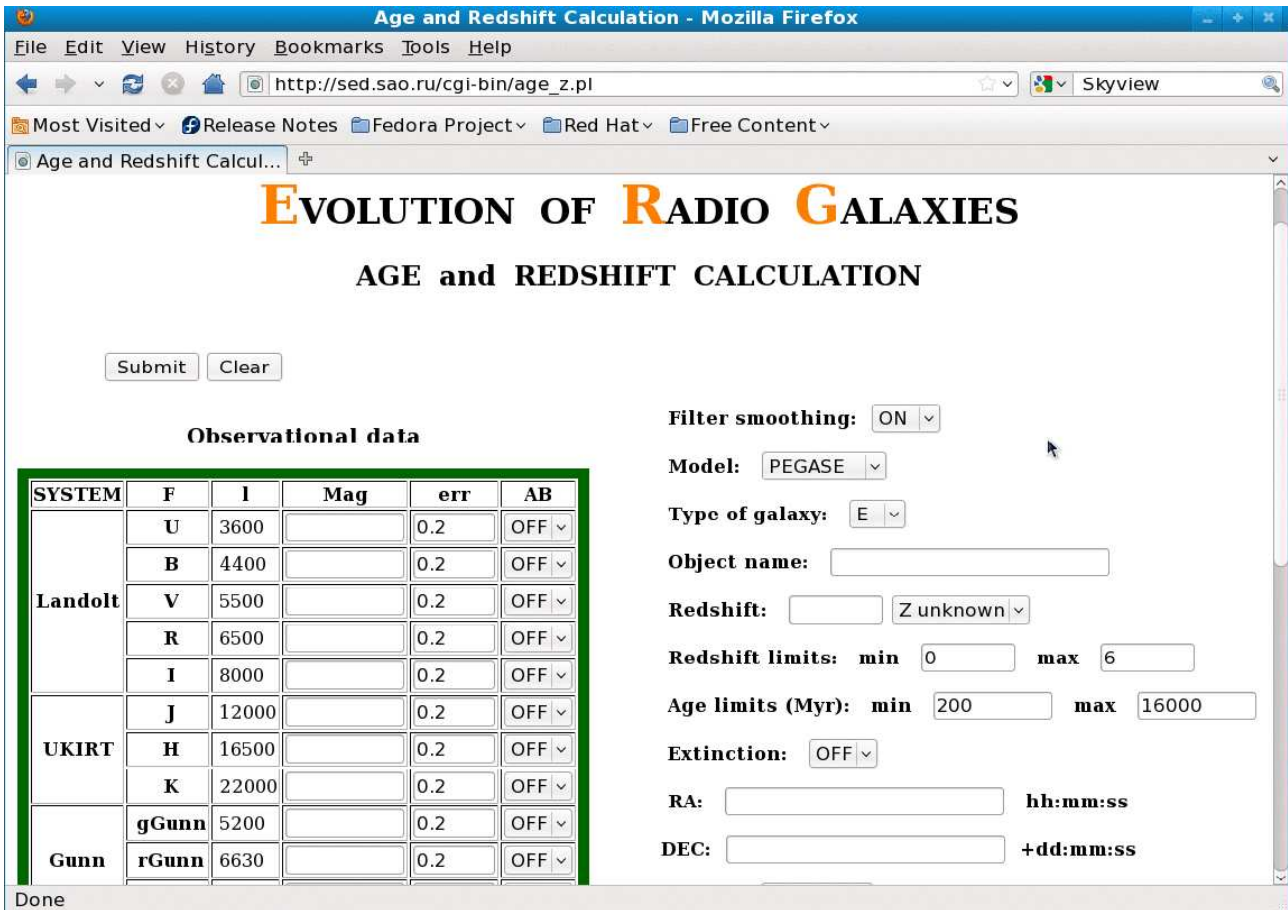 Age and Redshift Calculation - Mozilla Firefox
File Edit View History Bookmarks Tools Help
http://sed.sao.ru/cgi-bin/age_z.pl Skyview
Most Visited Release Notes Fedora Project Red Hat Free Content
Age and Redshift Calcul...
EVOLUTION OF RADIO GALAXIES
AGE and REDSHIFT CALCULATION
Submit Clear
Observational data
SYSTEM F l Mag err AB
Landolt
U 3600 0.2 OFF
B 4400 0.2 OFF
V 5500 0.2 OFF
R 6500 0.2 OFF
I 8000 0.2 OFF
UKIRT
J 12000 0.2 OFF
H 16500 0.2 OFF
K 22000 0.2 OFF
Gunn
gGunn 5200 0.2 OFF
rGunn 6630 0.2 OFF
Filter smoothing: ON
Model: PEGASE
Type of galaxy: E
Object name:
Redshift: Z unknown
Redshift limits: min 0 max 6
Age limits (Myr): min 200 max 16000
Extinction: OFF
RA: hh:mm:ss
DEC: +dd:mm:ss
Done